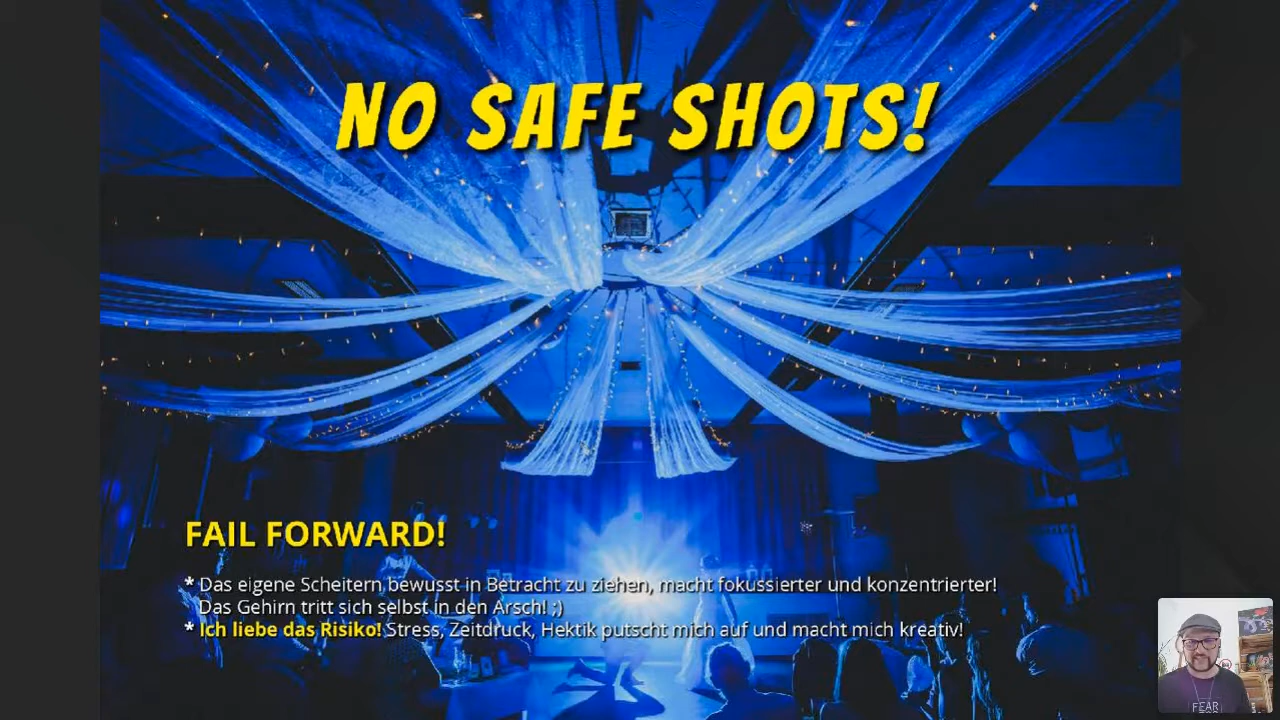 NO SAFE SHOTS!
FAIL FORWARD!
* Das eigene Scheitern bewusst in Betracht zu ziehen, macht fokussierter und konzentrierter!
Das Gehirn tritt sich selbst in den Arsch! ;)
* Ich liebe das Risiko! Stress, Zeitdruck, Hektik putscht mich auf und macht mich kreativ!
FEAR